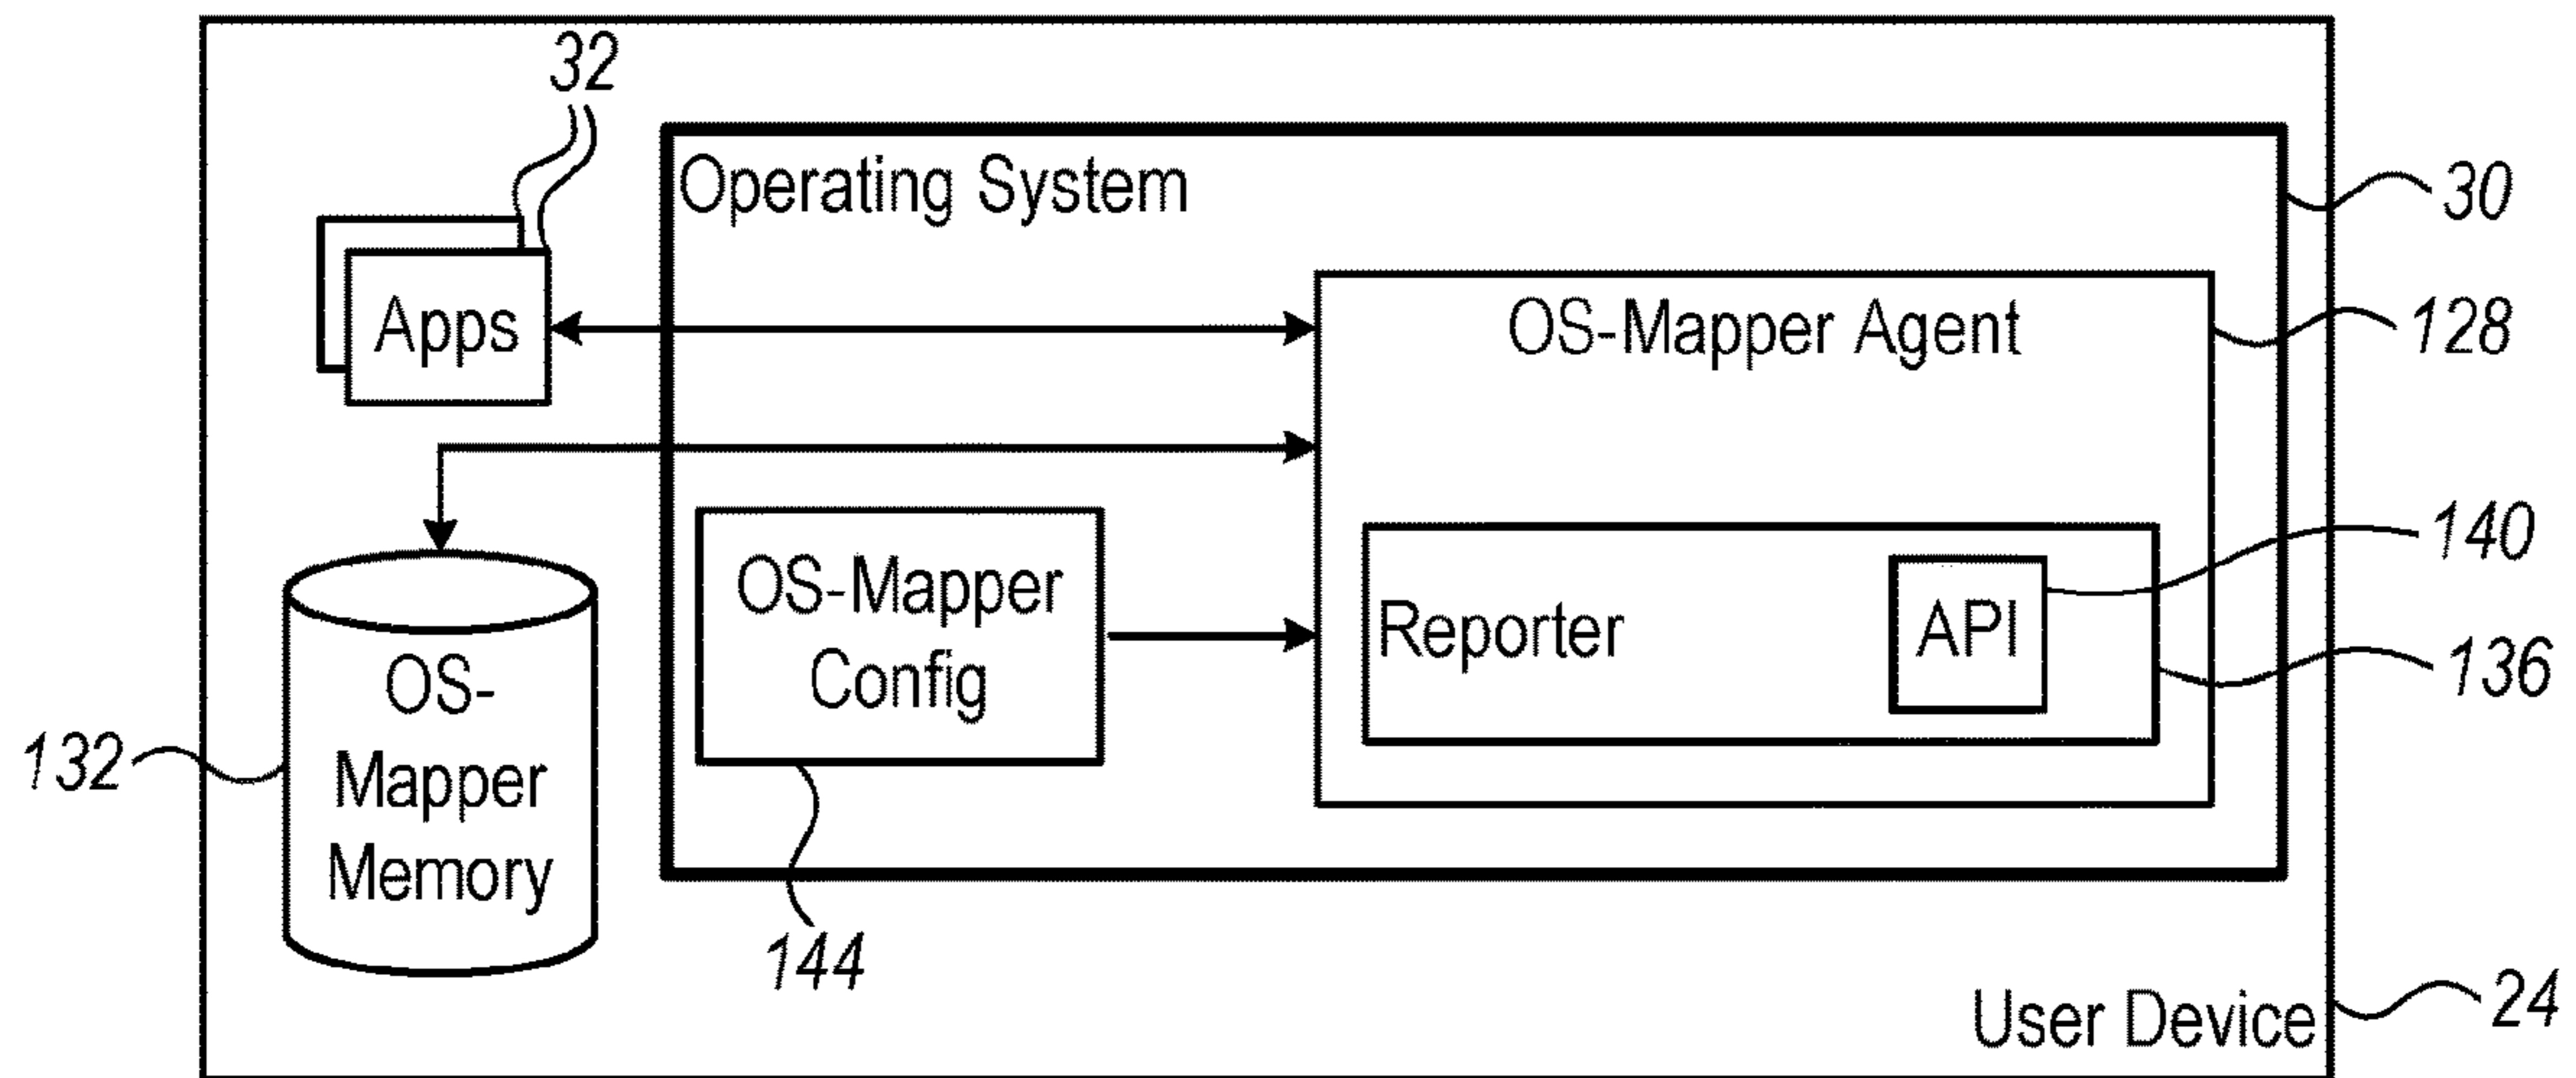 32
Operating System
30
Apps
OS-Mapper Agent
128
OS-Mapper
Config
Reporter
API
140
136
OS-
Mapper
Memory
132
144
User Device
24